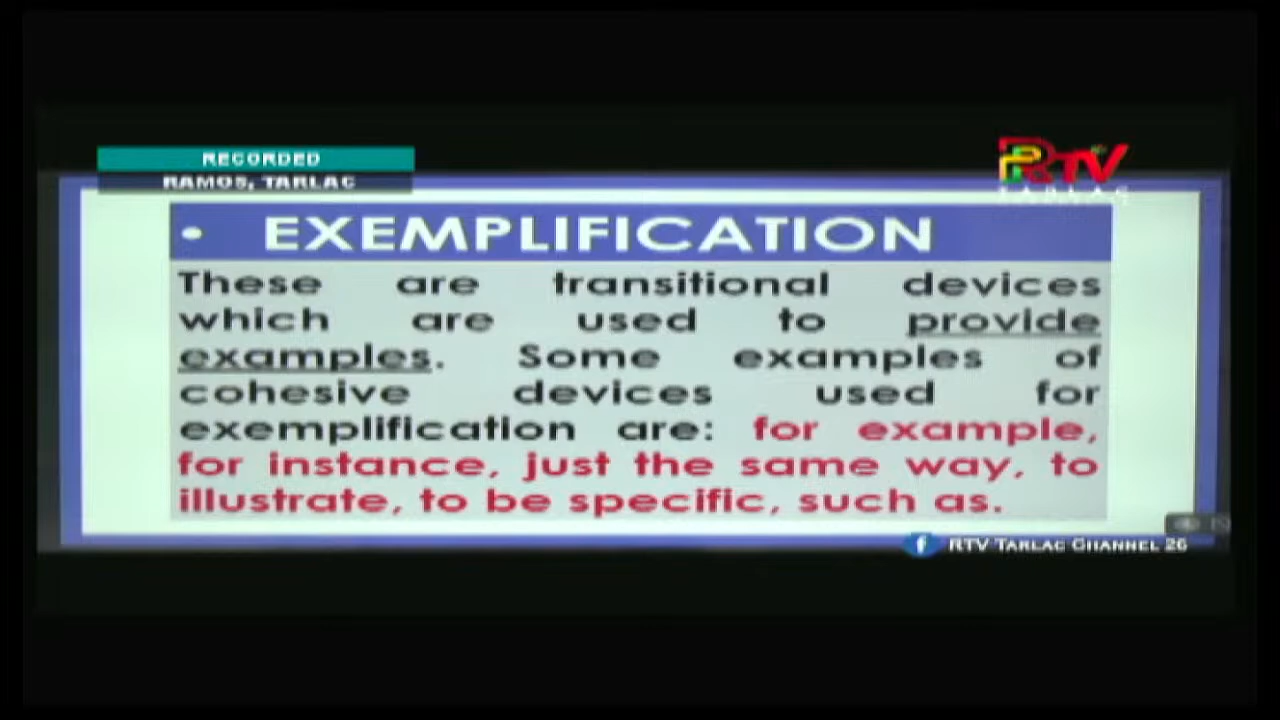 RECORDED
RAMOS, TARLAC
RTV
TARLAC
• EXEMPLIFICATION
These are transitional devices
which are used to provide
examples. Some examples of
cohesive devices used for
exemplification are: for example,
for instance, just the same way, to
illustrate, to be specific, such as.
RTV TARLAC CHANNEL 26